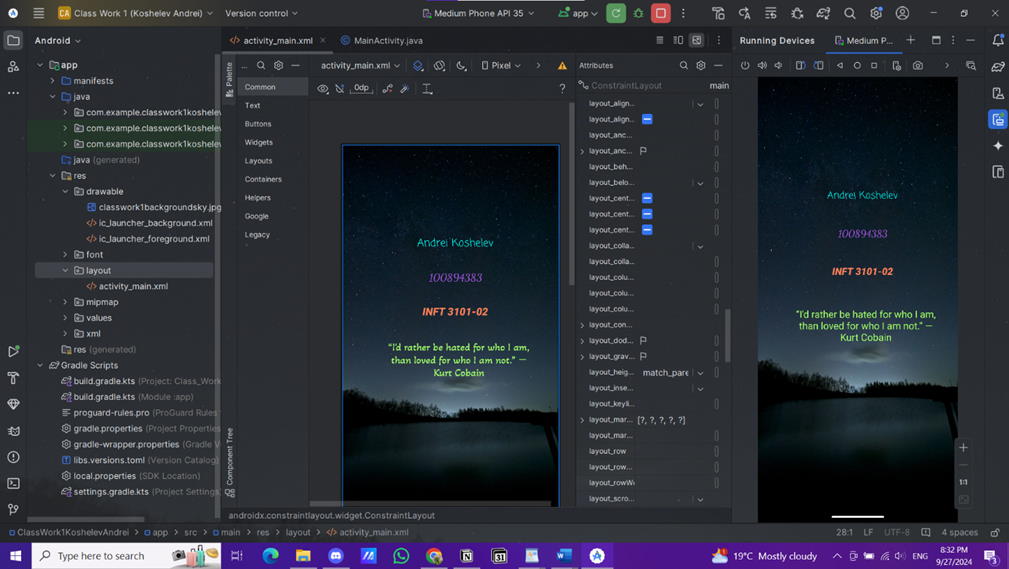 CA Class Work 1 (Koshelev Andrei) Version control Medium Phone API 35 app
Android activity_main.xml MainActivity.java Running Devices Medium P...
app
manifests
java
com.example.classwork1koshelev
com.example.classwork1koshelev
com.example.classwork1koshelev
java (generated)
res
drawable
classwork1backgroundsky.jpg
ic_launcher_background.xml
ic_launcher_foreground.xml
font
layout
activity_main.xml
mipmap
values
xml
res (generated)
Gradle Scripts
build.gradle.kts (Project: Class_Work
build.gradle.kts (Module :app)
proguard-rules.pro (ProGuard Rules
gradle.properties (Project Properties
gradle-wrapper.properties (Gradle V
libs.versions.toml (Version Catalog)
local.properties (SDK Location)
settings.gradle.kts (Project Settings
Palette
Component Tree
... activity_main.xml Pixel
0dp ?
Common
Text
Buttons
Widgets
Layouts
Containers
Helpers
Google
Legacy
Andrei Koshelev
100894383
INFT 3101-02
"I'd rather be hated for who I am,
than loved for who I am not." —
Kurt Cobain
Attributes
ConstraintLayout main
layout_align...
layout_align...
layout_anc...
layout_anc...
layout_beh...
layout_belo...
layout_cent...
layout_cent...
layout_cent...
layout_colla...
layout_colla...
layout_colu...
layout_colu...
layout_colu...
layout_con...
layout_dod...
layout_grav...
layout_heig... match_pare
layout_inse...
layout_keyli...
layout_mar... [?, ?, ?, ?, ?]
layout_mar...
layout_row
layout_row...
layout_rowW
layout_scro...
Andrei Koshelev
100894383
INFT 3101-02
"I'd rather be hated for who I am,
than loved for who I am not." —
Kurt Cobain
1:1
androidx.constraintlayout.widget.ConstraintLayout
ClassWork1KoshelevAndrei app src main res layout activity_main.xml 28:1 LF UTF-8 4 spaces
Type here to search 19°C Mostly cloudy ENG 8:32 PM
9/27/2024